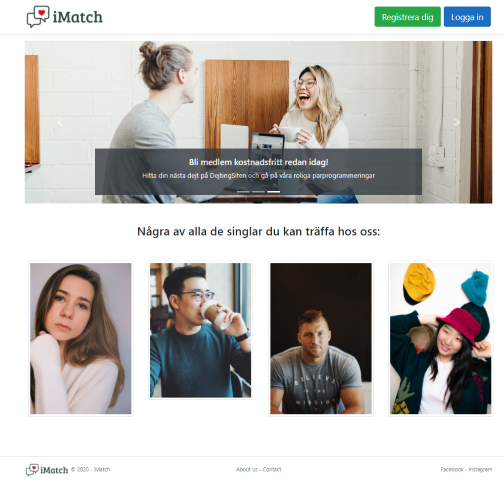 iMatch
Registrera dig
Logga in
Bli medlem kostnadsfritt redan idag!
Hitta din nästa dejt på DejtingSiten och gå på våra roliga parprogrammeringar
Några av alla de singlar du kan träffa hos oss:
BELIEVE
MISSION
iMatch © 2020 - iMatch
About us - Contact
Facebook - Instagram